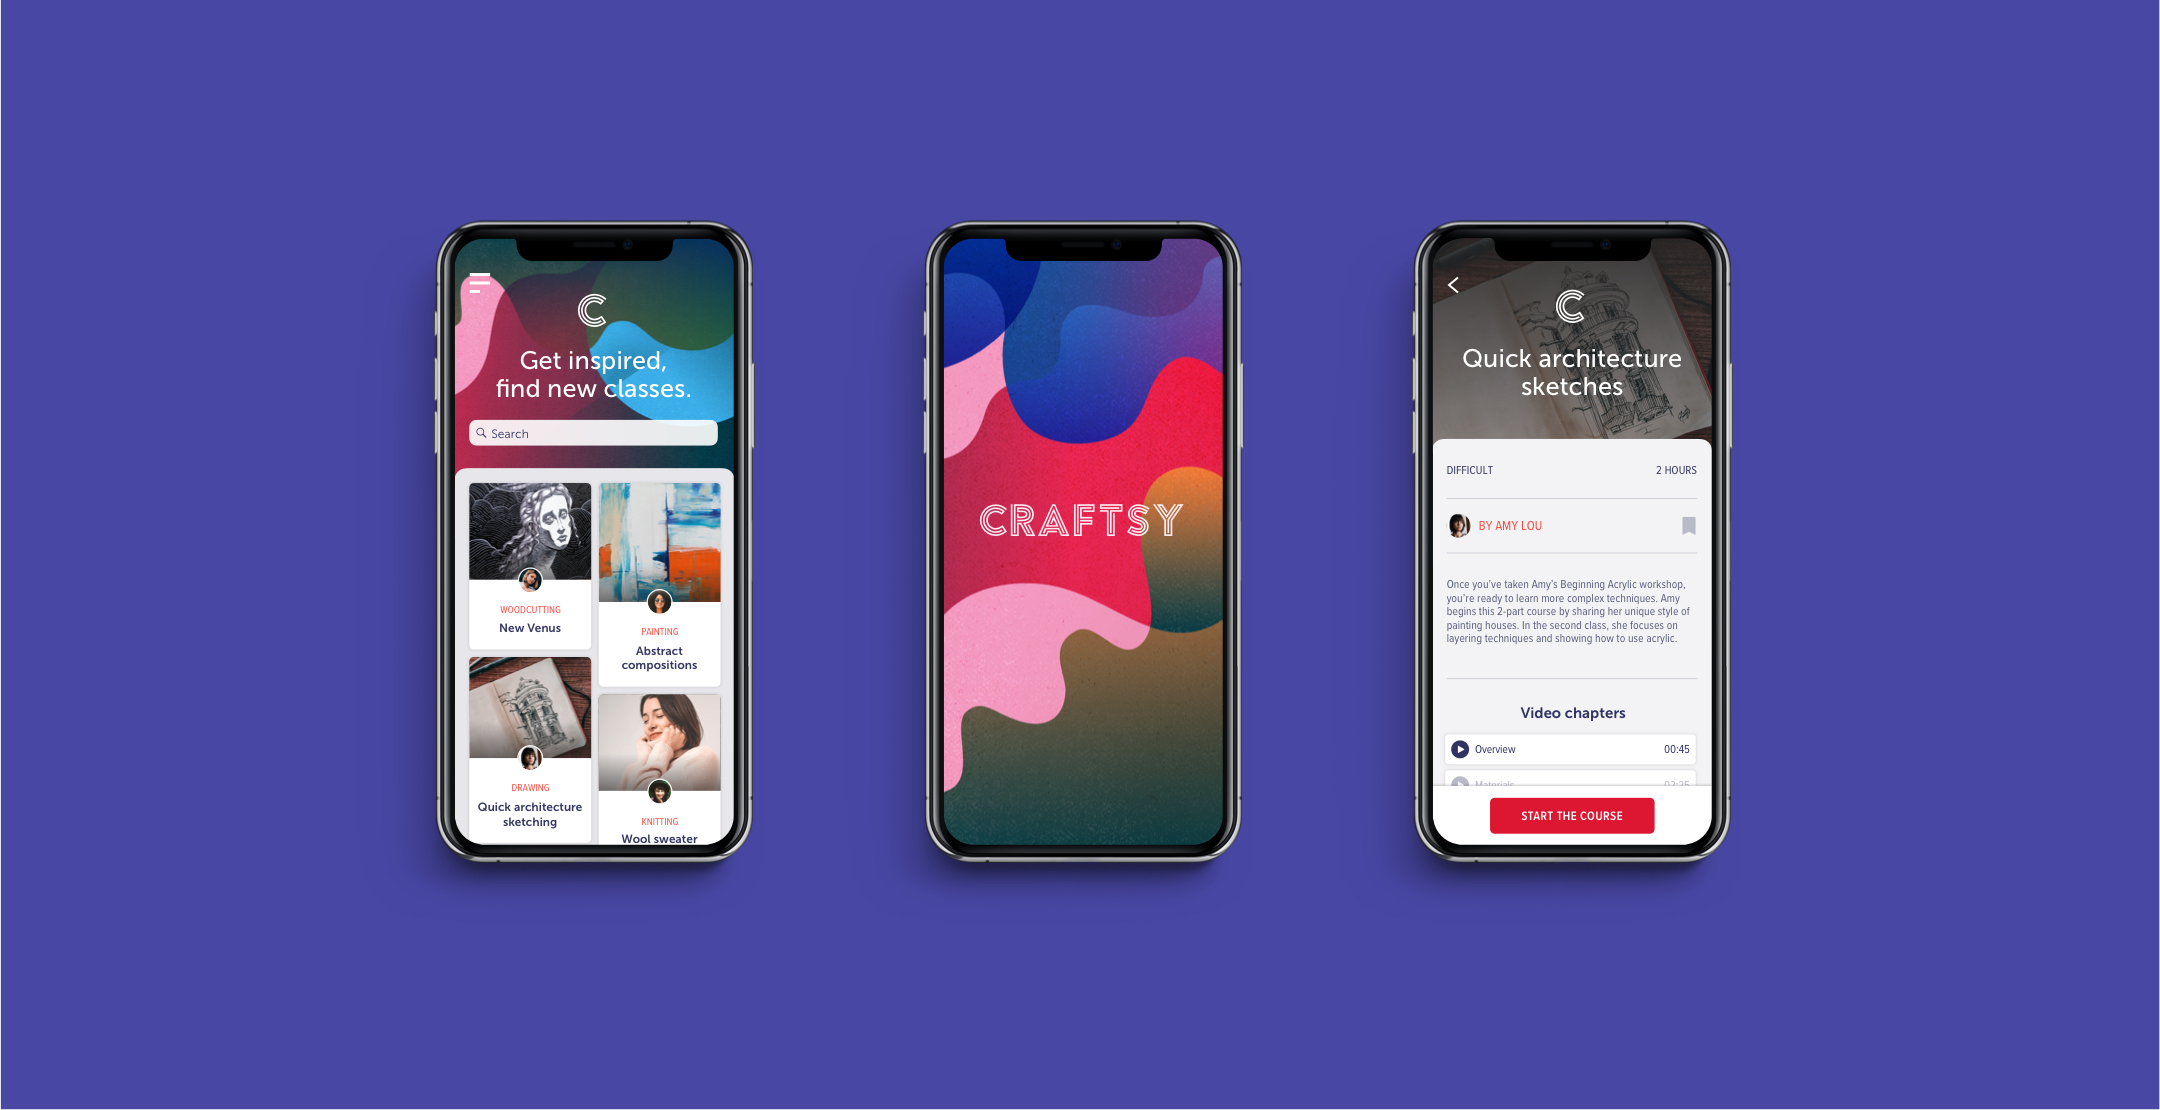 C
Get inspired,
find new classes.
Search
WOODCUTTING
New Venus
PAINTING
Abstract
compositions
DRAWING
Quick architecture
sketching
KNITTING
Wool sweater
CRAFTSY
C
Quick architecture
sketches
DIFFICULT 2 HOURS
BY AMY LOU
Once you've taken Amy's Beginning Acrylic workshop,
you're ready to learn more complex techniques. Amy
begins this 2-part course by sharing her unique style of
painting houses. In the second class, she focuses on
layering techniques and showing how to use acrylic.
Video chapters
Overview 00:45
Materials
START THE COURSE